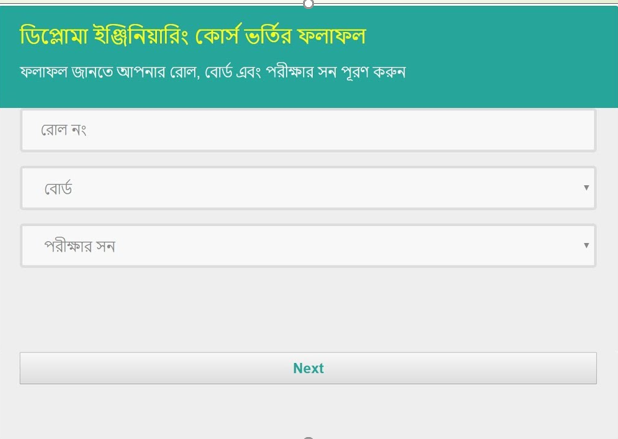 ডিপ্লোমা ইঞ্জিনিয়ারিং কোর্স ভর্তির ফলাফল
ফলাফল জানতে আপনার রোল, বোর্ড এবং পরীক্ষার সন পূরণ করুন
রোল নং
বোর্ড
পরীক্ষার সন
Next